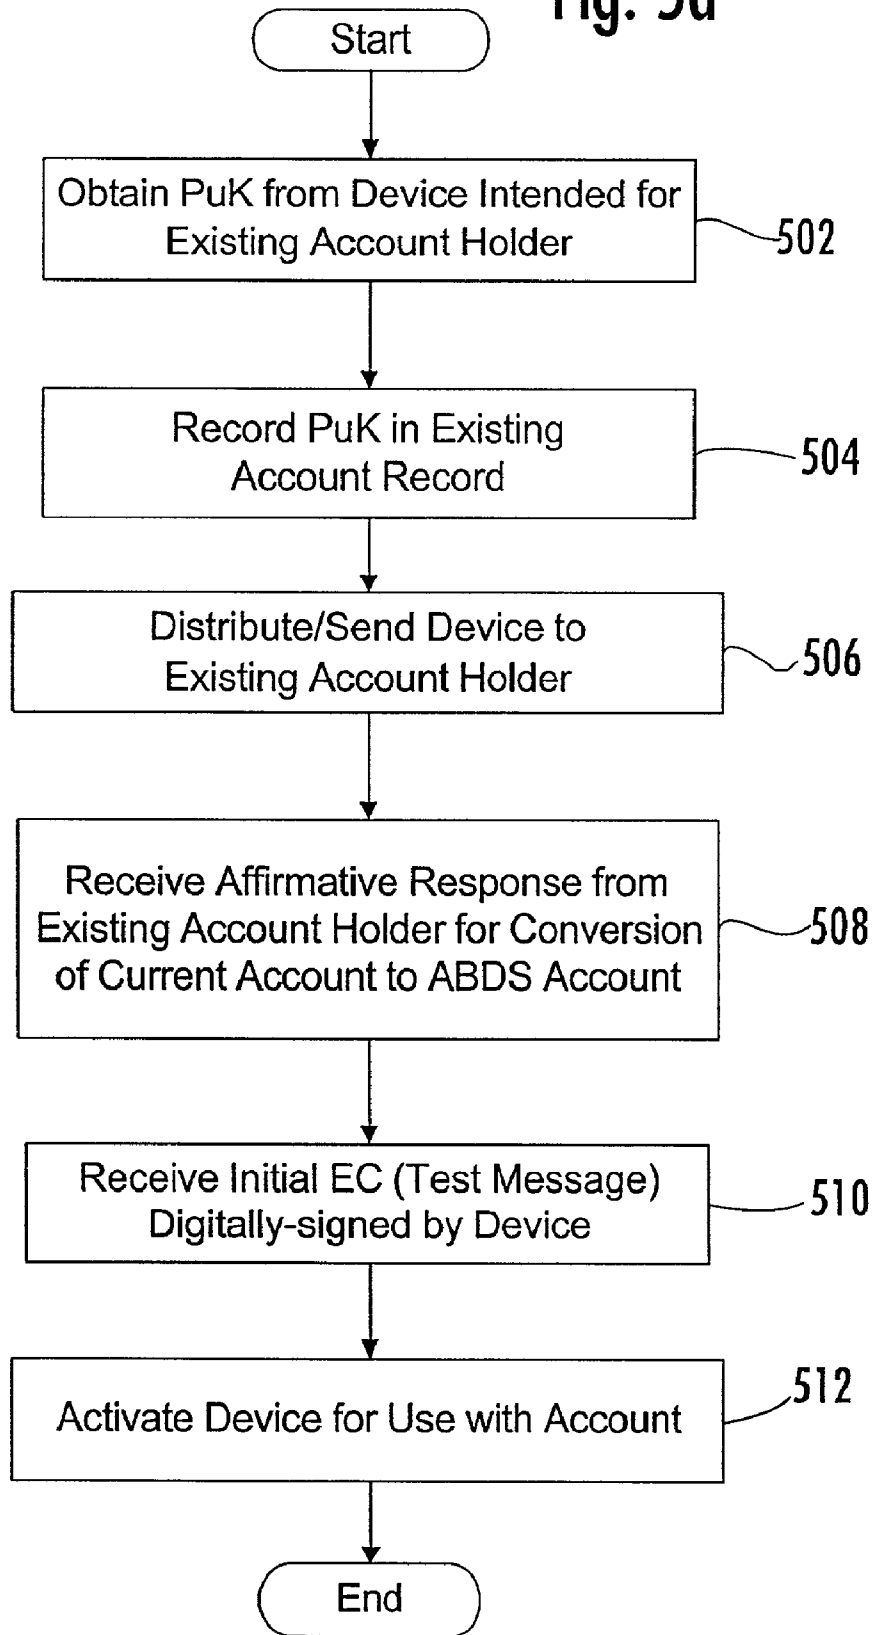 Start
Obtain PuK from Device Intended for
Existing Account Holder
502
Record PuK in Existing
Account Record
504
Distribute/Send Device to
Existing Account Holder
506
Receive Affirmative Response from
Existing Account Holder for Conversion
of Current Account to ABDS Account
508
Receive Initial EC (Test Message)
Digitally-signed by Device
510
Activate Device for Use with Account
512
End